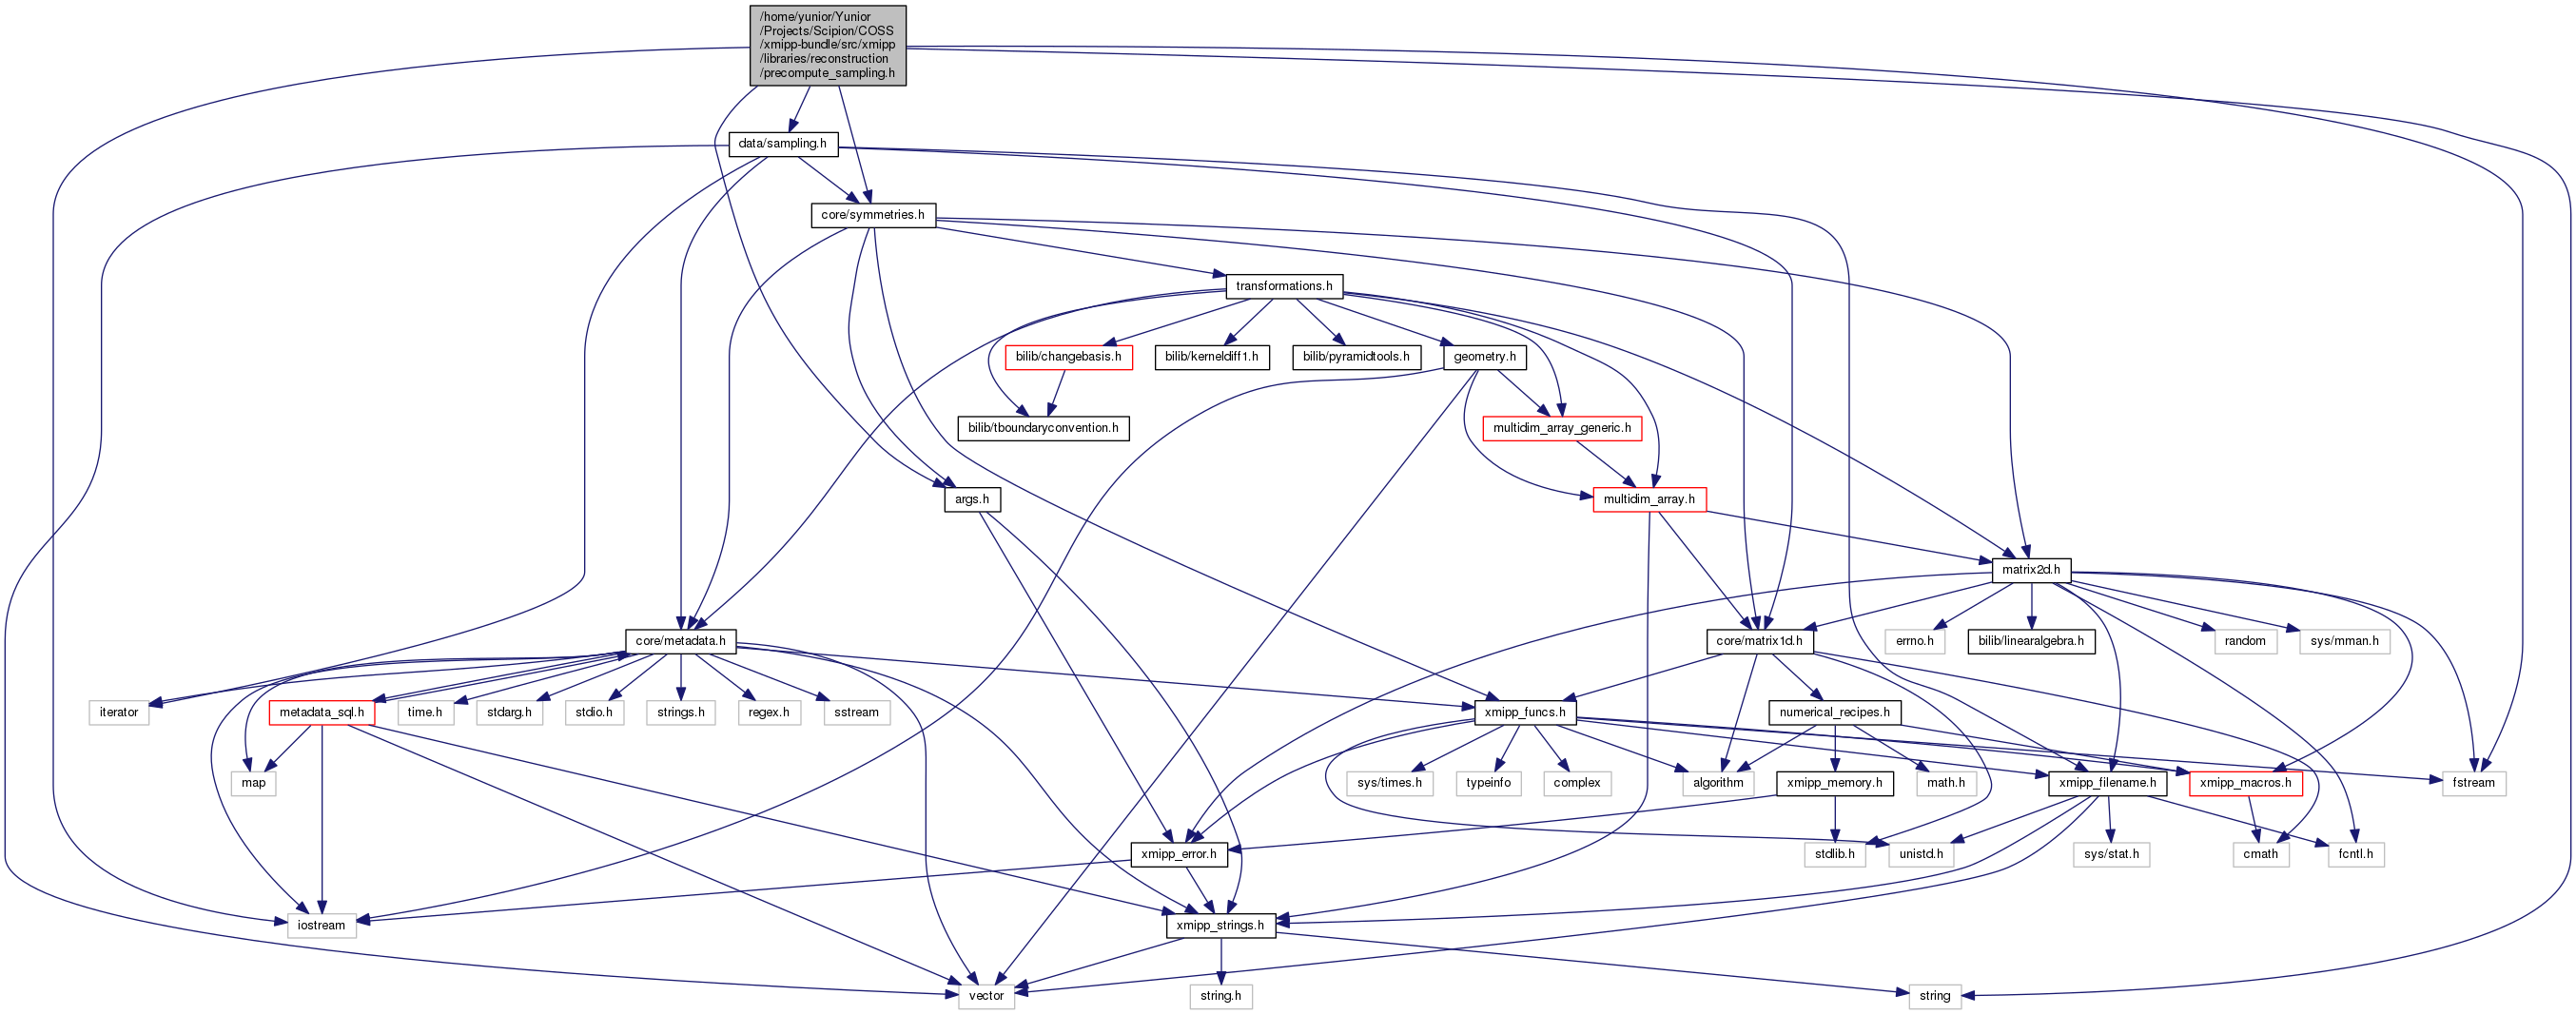 /home/yunior/Yunior
/Projects/Scipion/COSS
/xmipp-bundle/src/xmipp
/libraries/reconstruction
/precompute_sampling.h
data/sampling.h
core/symmetries.h
transformations.h
bilib/changebasis.h
bilib/kerneldiff1.h
bilib/pyramidtools.h
geometry.h
bilib/tboundaryconvention.h
multidim_array_generic.h
args.h
multidim_array.h
matrix2d.h
core/metadata.h
core/matrix1d.h
errno.h
bilib/linearalgebra.h
random
sys/mman.h
iterator
metadata_sql.h
time.h
stdarg.h
stdio.h
strings.h
regex.h
sstream
xmipp_funcs.h
numerical_recipes.h
map
sys/times.h
typeinfo
complex
algorithm
xmipp_memory.h
math.h
xmipp_filename.h
xmipp_macros.h
fstream
xmipp_error.h
stdlib.h
unistd.h
sys/stat.h
cmath
fcntl.h
iostream
xmipp_strings.h
vector
string.h
string